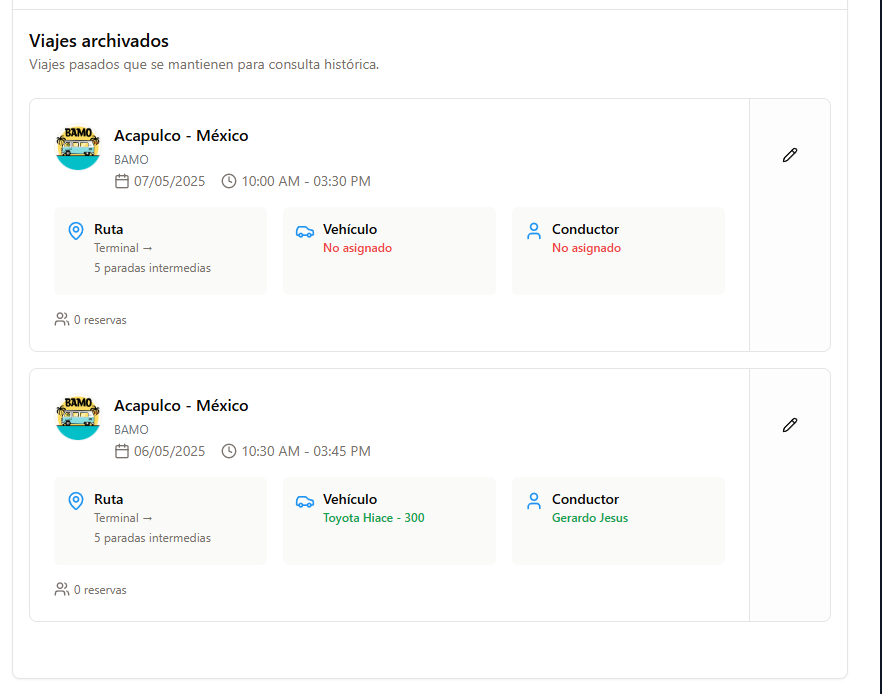 Viajes archivados
Viajes pasados que se mantienen para consulta histórica.
BAMO
Acapulco - México
BAMO
07/05/2025 10:00 AM - 03:30 PM
Ruta
Terminal →
5 paradas intermedias
Vehículo
No asignado
Conductor
No asignado
0 reservas
BAMO
Acapulco - México
BAMO
06/05/2025 10:30 AM - 03:45 PM
Ruta
Terminal →
5 paradas intermedias
Vehículo
Toyota Hiace - 300
Conductor
Gerardo Jesus
0 reservas